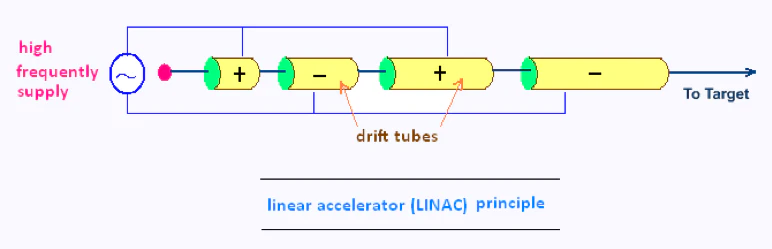 high
frequently
supply
+
−
+
−
To Target
drift tubes
linear accelerator (LINAC) principle